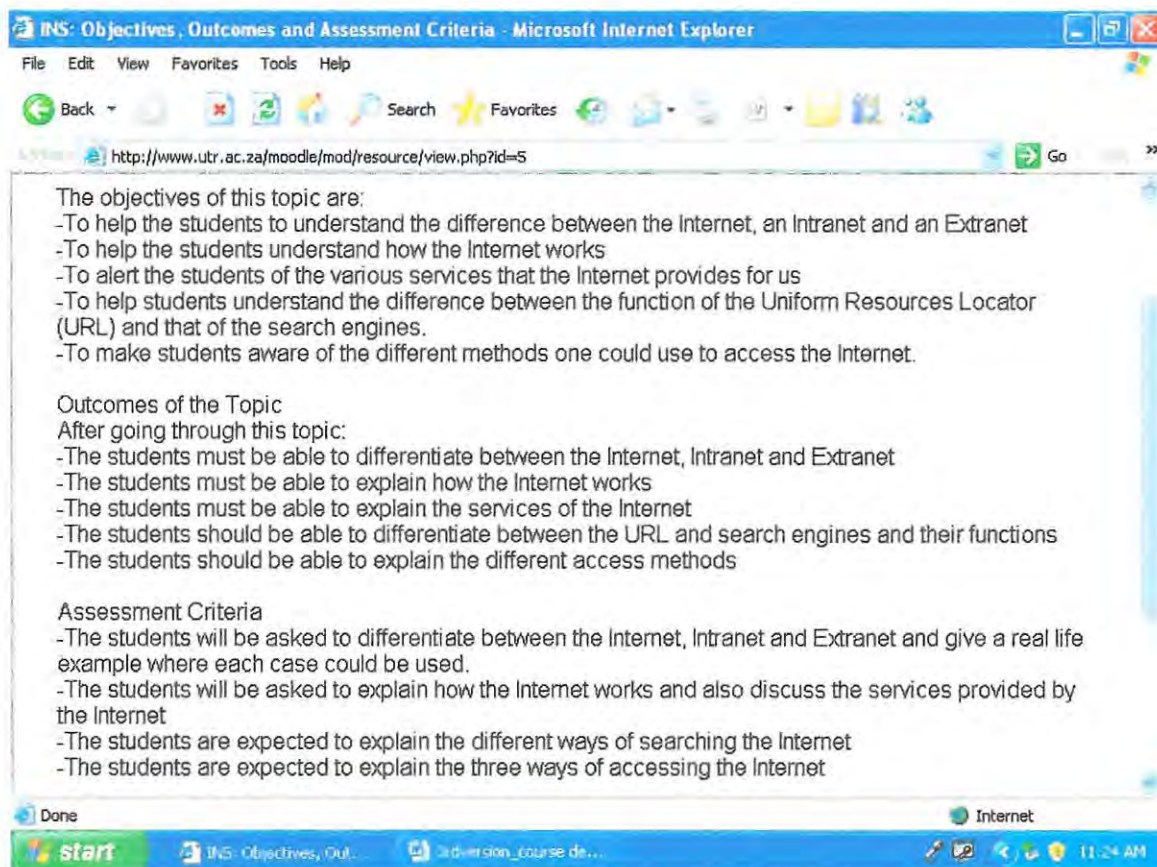 INS: Objectives, Outcomes and Assessment Criteria - Microsoft Internet Explorer
File Edit View Favorites Tools Help
Back Search Favorites
http://www.utr.ac.za/moodle/mod/resource/view.php?id=5 Go »
The objectives of this topic are:
-To help the students to understand the difference between the Internet, an Intranet and an Extranet
-To help the students understand how the Internet works
-To alert the students of the various services that the Internet provides for us
-To help students understand the difference between the function of the Uniform Resources Locator
(URL) and that of the search engines.
-To make students aware of the different methods one could use to access the Internet.
Outcomes of the Topic
After going through this topic:
-The students must be able to differentiate between the Internet, Intranet and Extranet
-The students must be able to explain how the Internet works
-The students must be able to explain the services of the Internet
-The students should be able to differentiate between the URL and search engines and their functions
-The students should be able to explain the different access methods
Assessment Criteria
-The students will be asked to differentiate between the Internet, Intranet and Extranet and give a real life
example where each case could be used.
-The students will be asked to explain how the Internet works and also discuss the services provided by
the Internet
-The students are expected to explain the different ways of searching the Internet
-The students are expected to explain the three ways of accessing the Internet
Done Internet
start INS: Objectives, Out... 3rdversion_course de... 11:24 AM